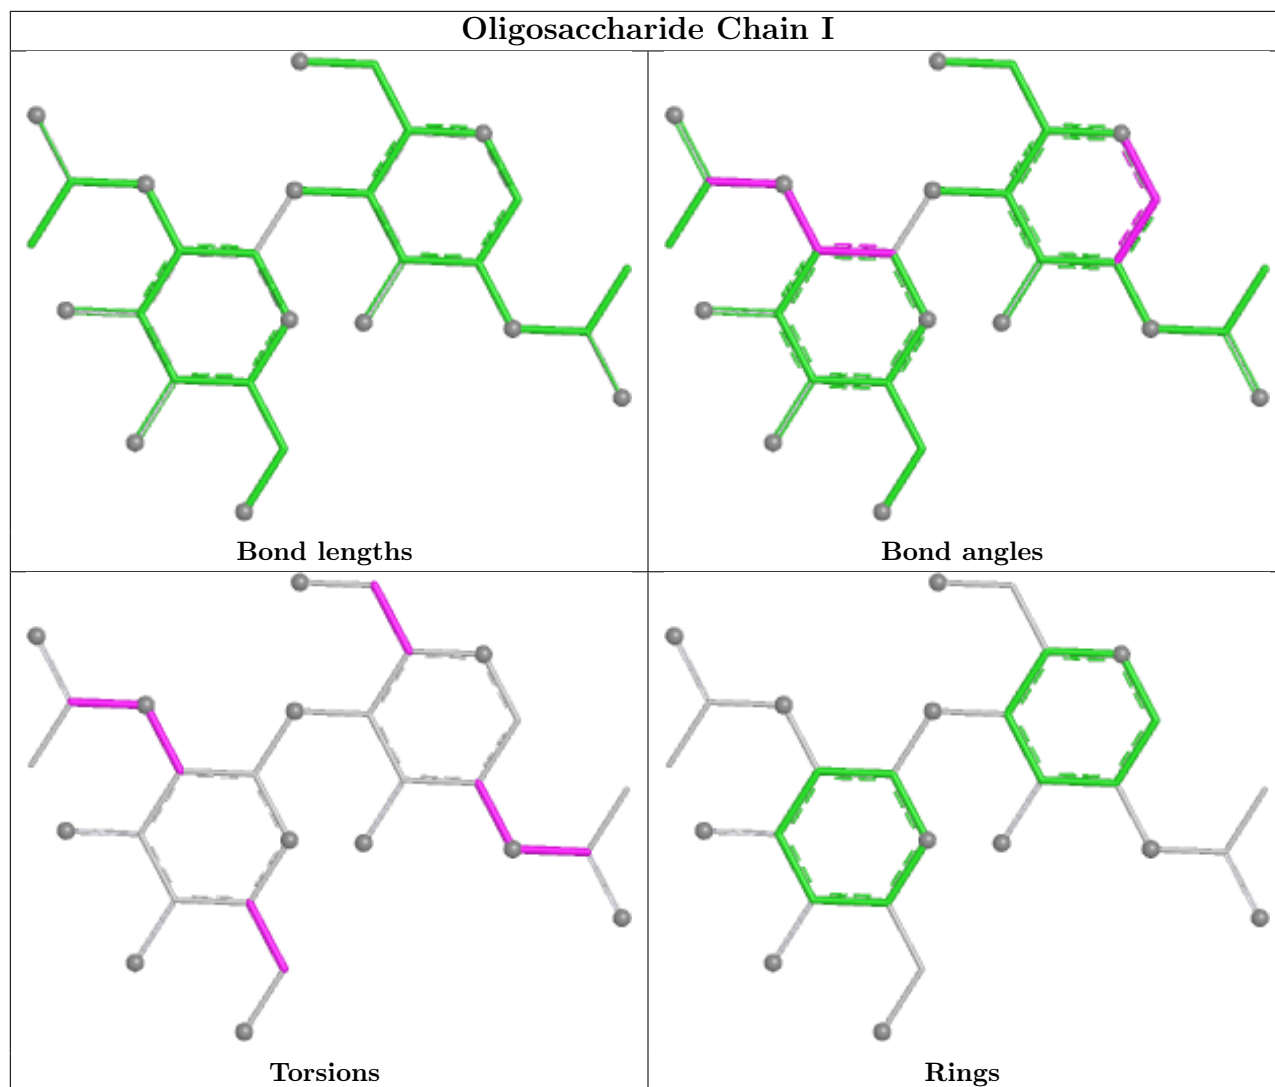 Oligosaccharide Chain I
Bond lengths
Bond angles
Torsions
Rings